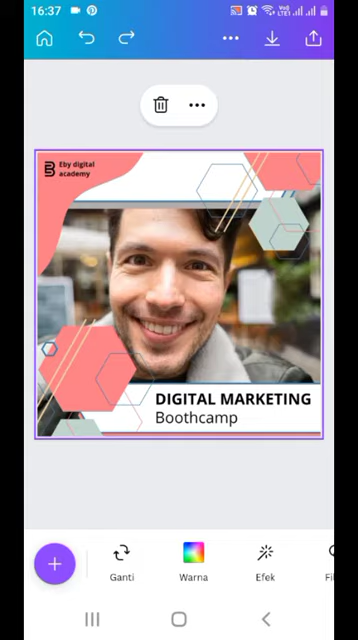 16:37
Eby digital
academy
DIGITAL MARKETING
Boothcamp
Ganti
Warna
Efek